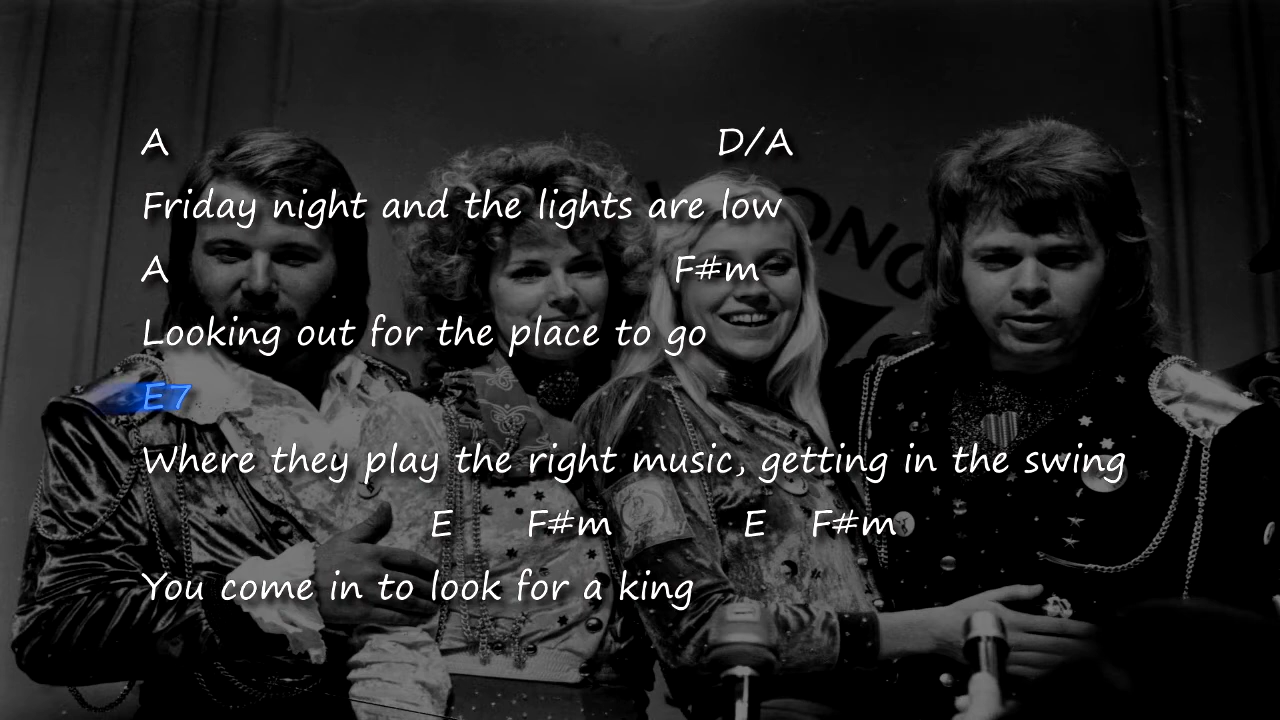 A D/A
Friday night and the lights are low
A F#m
Looking out for the place to go
E7
Where they play the right music, getting in the swing
E F#m E F#m
You come in to look for a king